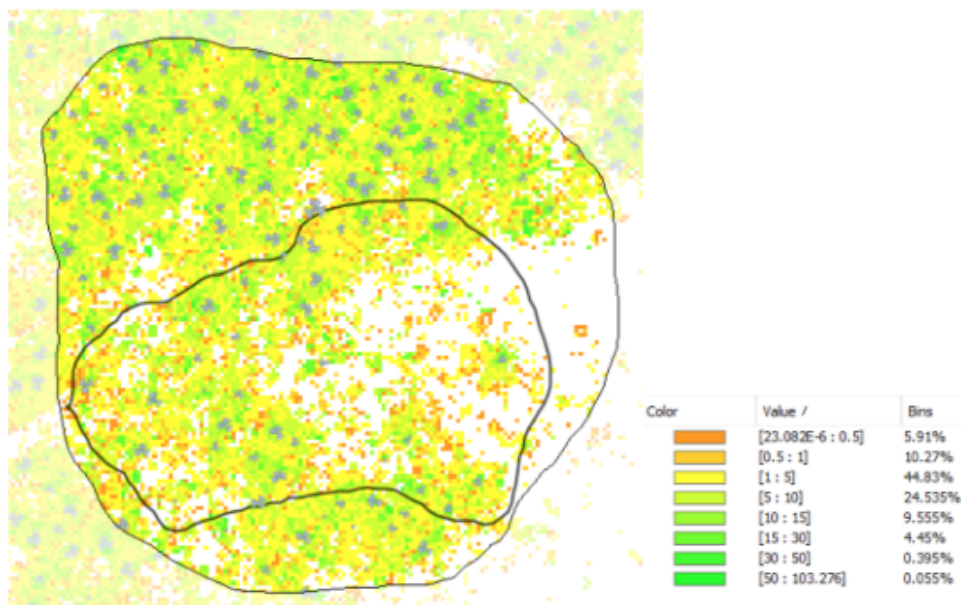 Color Value / Bins
[23.082E-6 : 0.5] 5.91%
[0.5 : 1] 10.27%
[1 : 5] 44.83%
[5 : 10] 24.535%
[10 : 15] 9.555%
[15 : 30] 4.45%
[30 : 50] 0.395%
[50 : 103.276] 0.055%